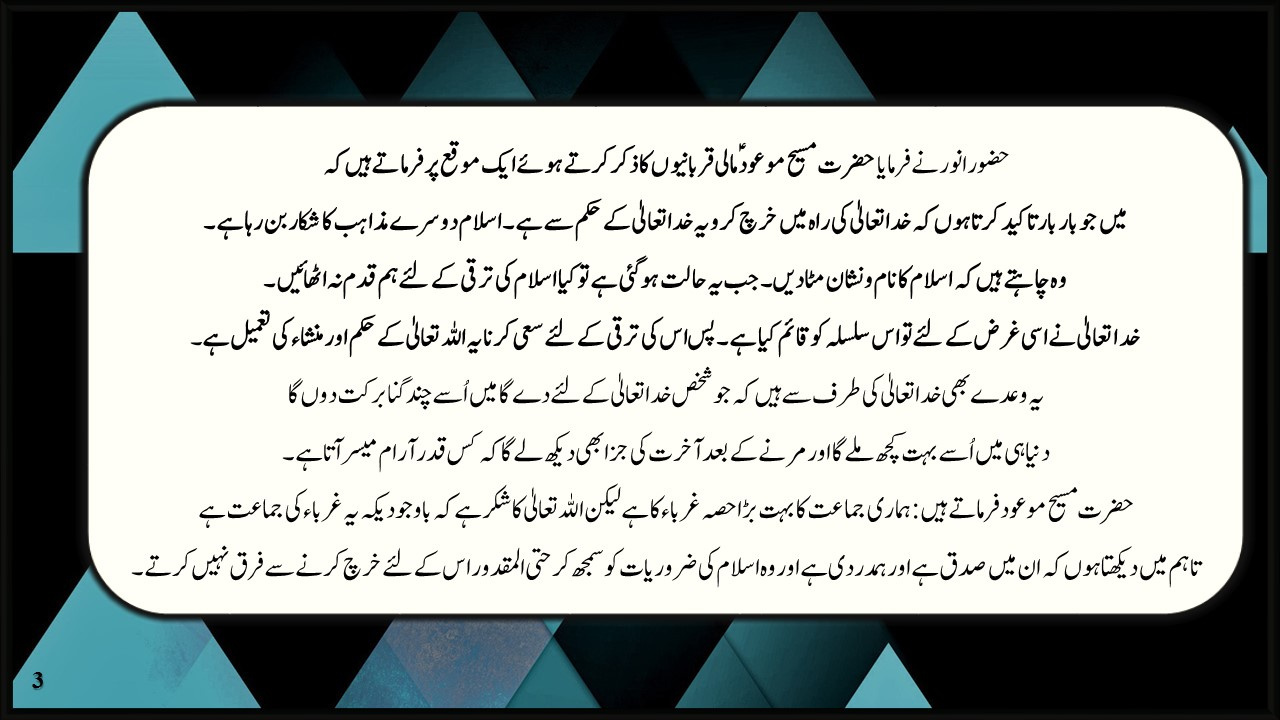 حضور انور نے فرمایا حضرت مسیح موعودؑ مالی قربانیوں کا ذکر کرتے ہوئے ایک موقع پر فرماتے ہیں کہ
میں جو بار بار تاکید کرتا ہوں کہ خدا تعالیٰ کی راہ میں خرچ کرو یہ خدا تعالیٰ کے حکم سے ہے۔ اسلام دوسرے مذاہب کا شکار بن رہا ہے۔
وہ چاہتے ہیں کہ اسلام کا نام و نشان مٹا دیں۔ جب یہ حالت ہو گئی ہے تو کیا اسلام کی ترقی کے لئے ہم قدم نہ اٹھائیں۔
خدا تعالیٰ نے اسی غرض کے لئے تو اس سلسلہ کو قائم کیا ہے۔ پس اس کی ترقی کے لئے سعی کرنا یہ اللہ تعالیٰ کے حکم اور منشاء کی تعمیل ہے۔
یہ وعدے بھی خدا تعالیٰ کی طرف سے ہیں کہ جو شخص خدا تعالیٰ کے لئے دے گا میں اُسے چند گنا برکت دوں گا
دنیا ہی میں اُسے بہت کچھ ملے گا اور مرنے کے بعد آخرت کی جزا بھی دیکھ لے گا کہ کس قدر آرام میسر آتا ہے۔
حضرت مسیح موعود فرماتے ہیں: ہماری جماعت کا بہت بڑا حصہ غرباء کا ہے لیکن اللہ تعالیٰ کا شکر ہے کہ باوجودیکہ یہ غرباء کی جماعت ہے
تاہم میں دیکھتا ہوں کہ ان میں صدق ہے اور ہمدردی ہے اور وہ اسلام کی ضروریات کو سمجھ کر حتی المقدور اس کے لئے خرچ کرنے سے فرق نہیں کرتے۔
3